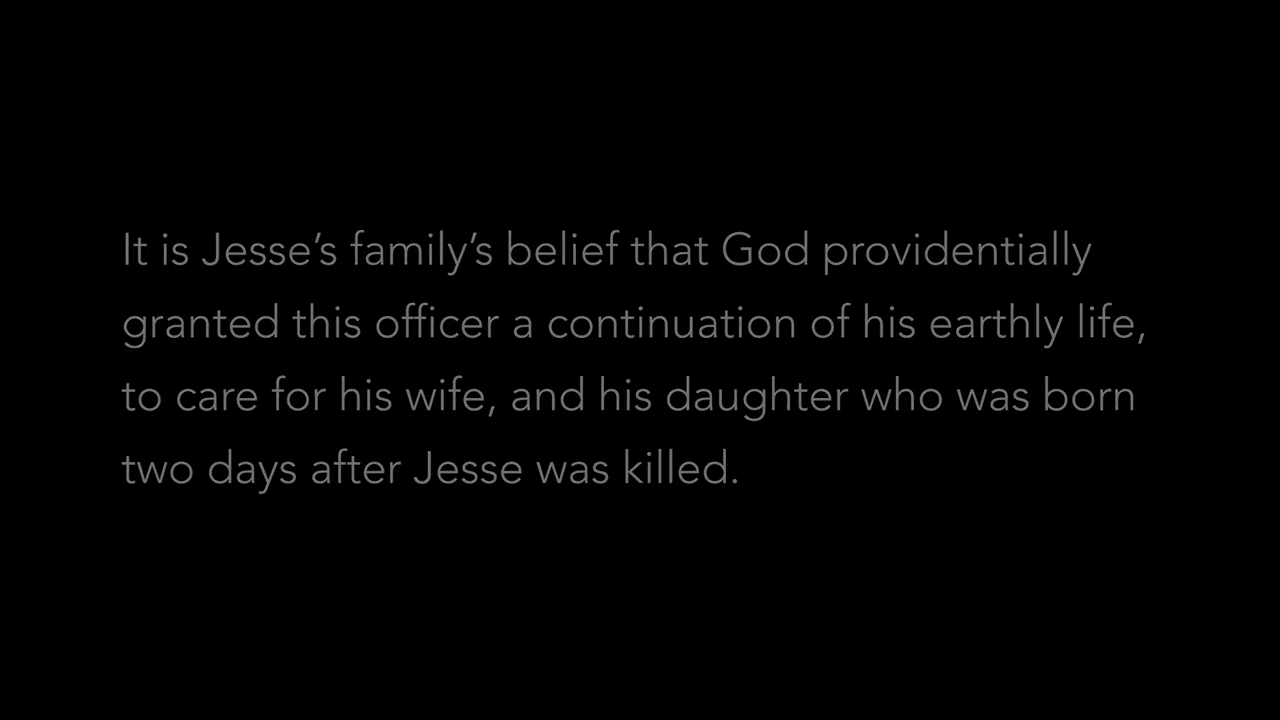 It is Jesse’s family’s belief that God providentially
granted this officer a continuation of his earthly life,
to care for his wife, and his daughter who was born
two days after Jesse was killed.